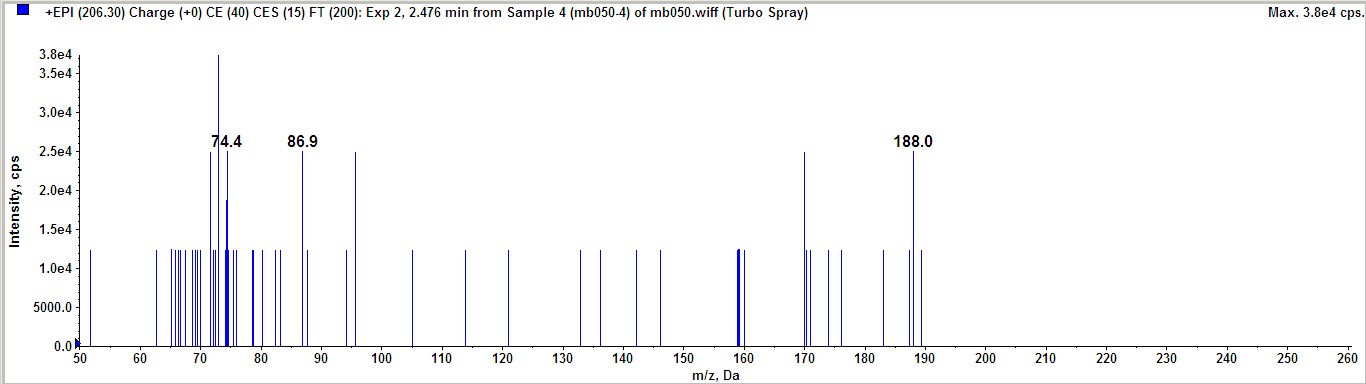 +EPI (206.30) Charge (+0) CE (40) CES (15) FT (200): Exp 2, 2.476 min from Sample 4 (mb050-4) of mb050.wiff (Turbo Spray) Max. 3.8e4 cps.
3.8e4
3.5e4
3.0e4
2.5e4
2.0e4
1.5e4
1.0e4
5000.0
0.0
Intensity, cps
74.4 86.9 188.0
50 60 70 80 90 100 110 120 130 140 150 160 170 180 190 200 210 220 230 240 250 260
m/z, Da